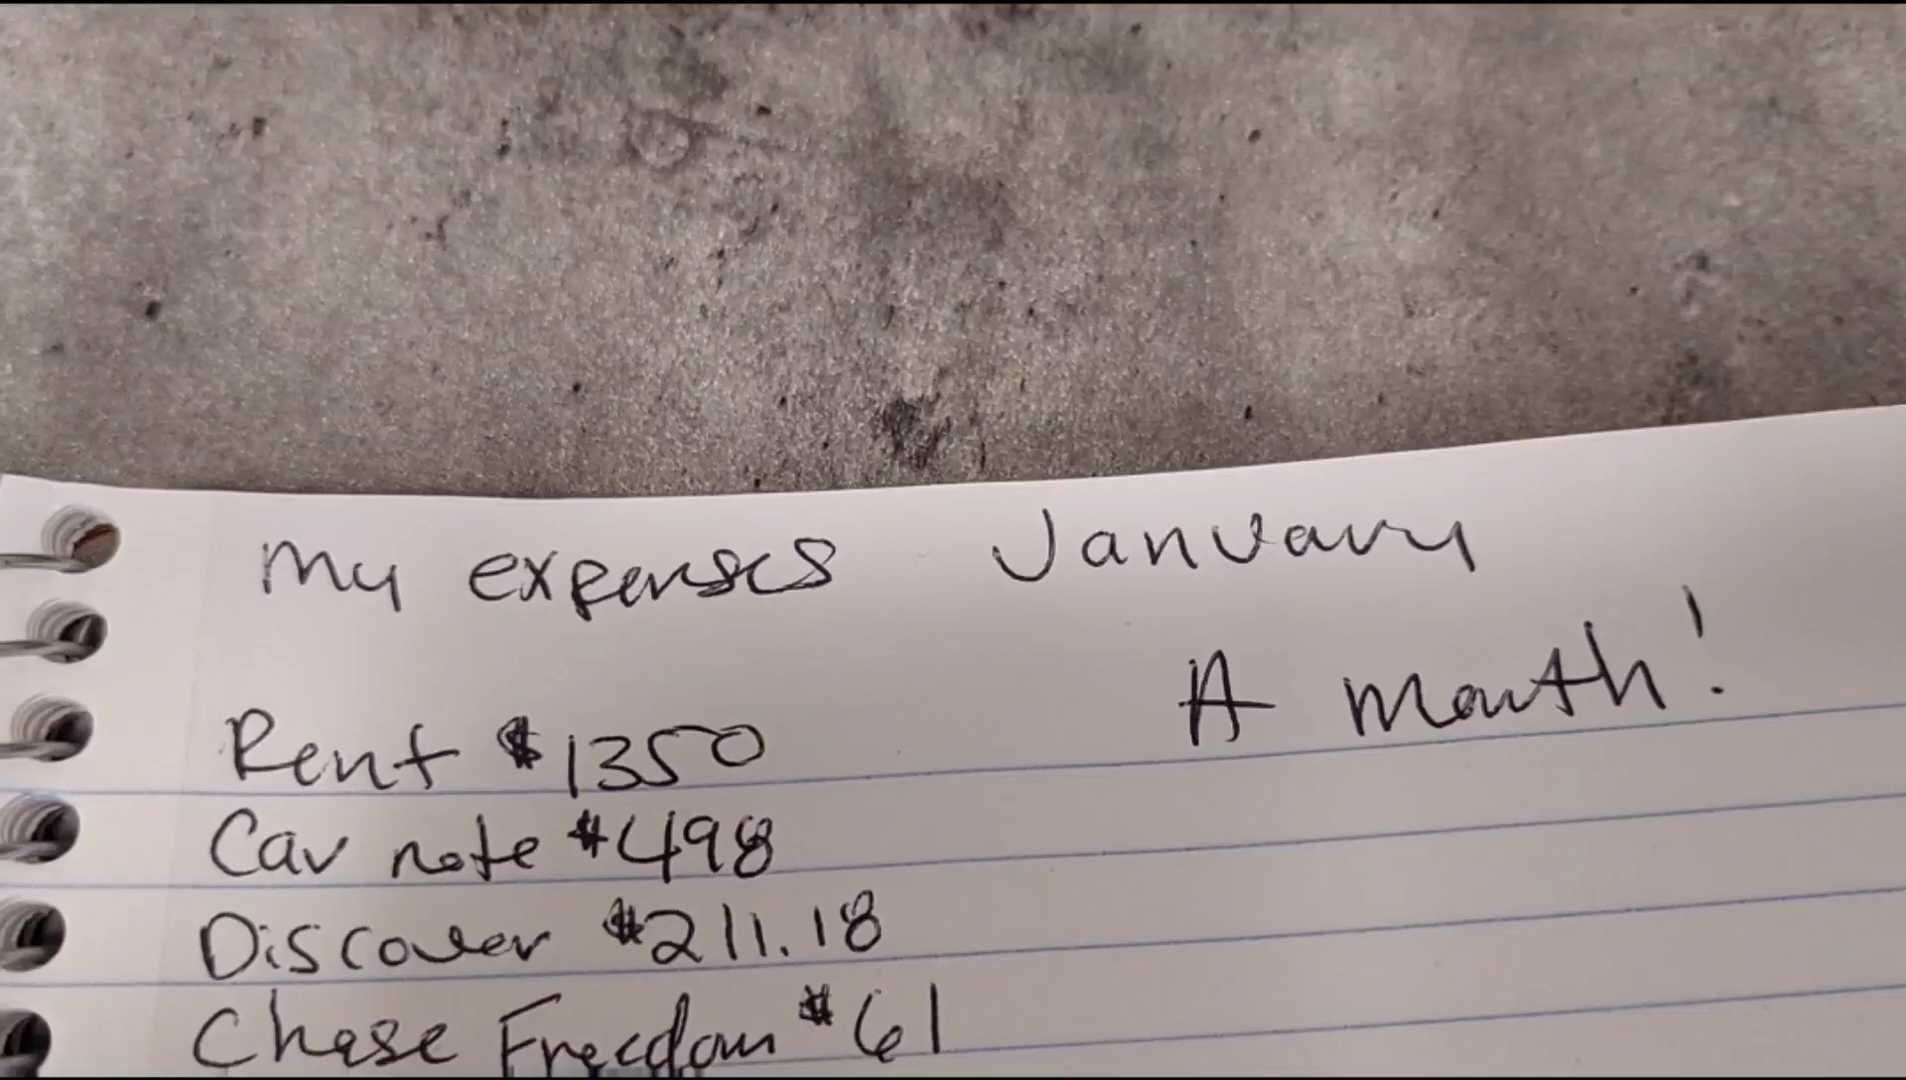 My expenses January
A month!
Rent $1350
Car note $498
Discover $211.18
Chase Freedom $61